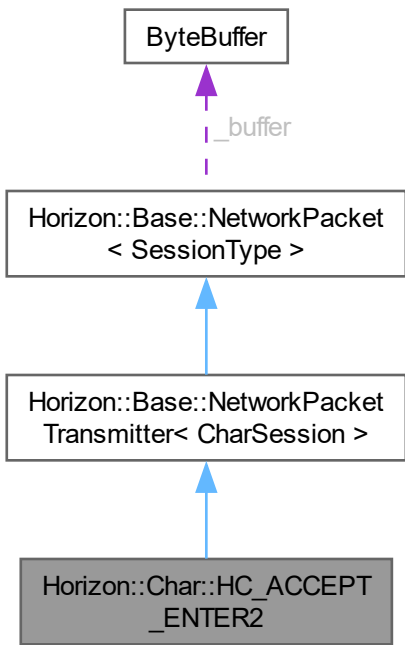 ByteBuffer
_buffer
Horizon::Base::NetworkPacket
< SessionType >
Horizon::Base::NetworkPacket
Transmitter< CharSession >
Horizon::Char::HC_ACCEPT
_ENTER2